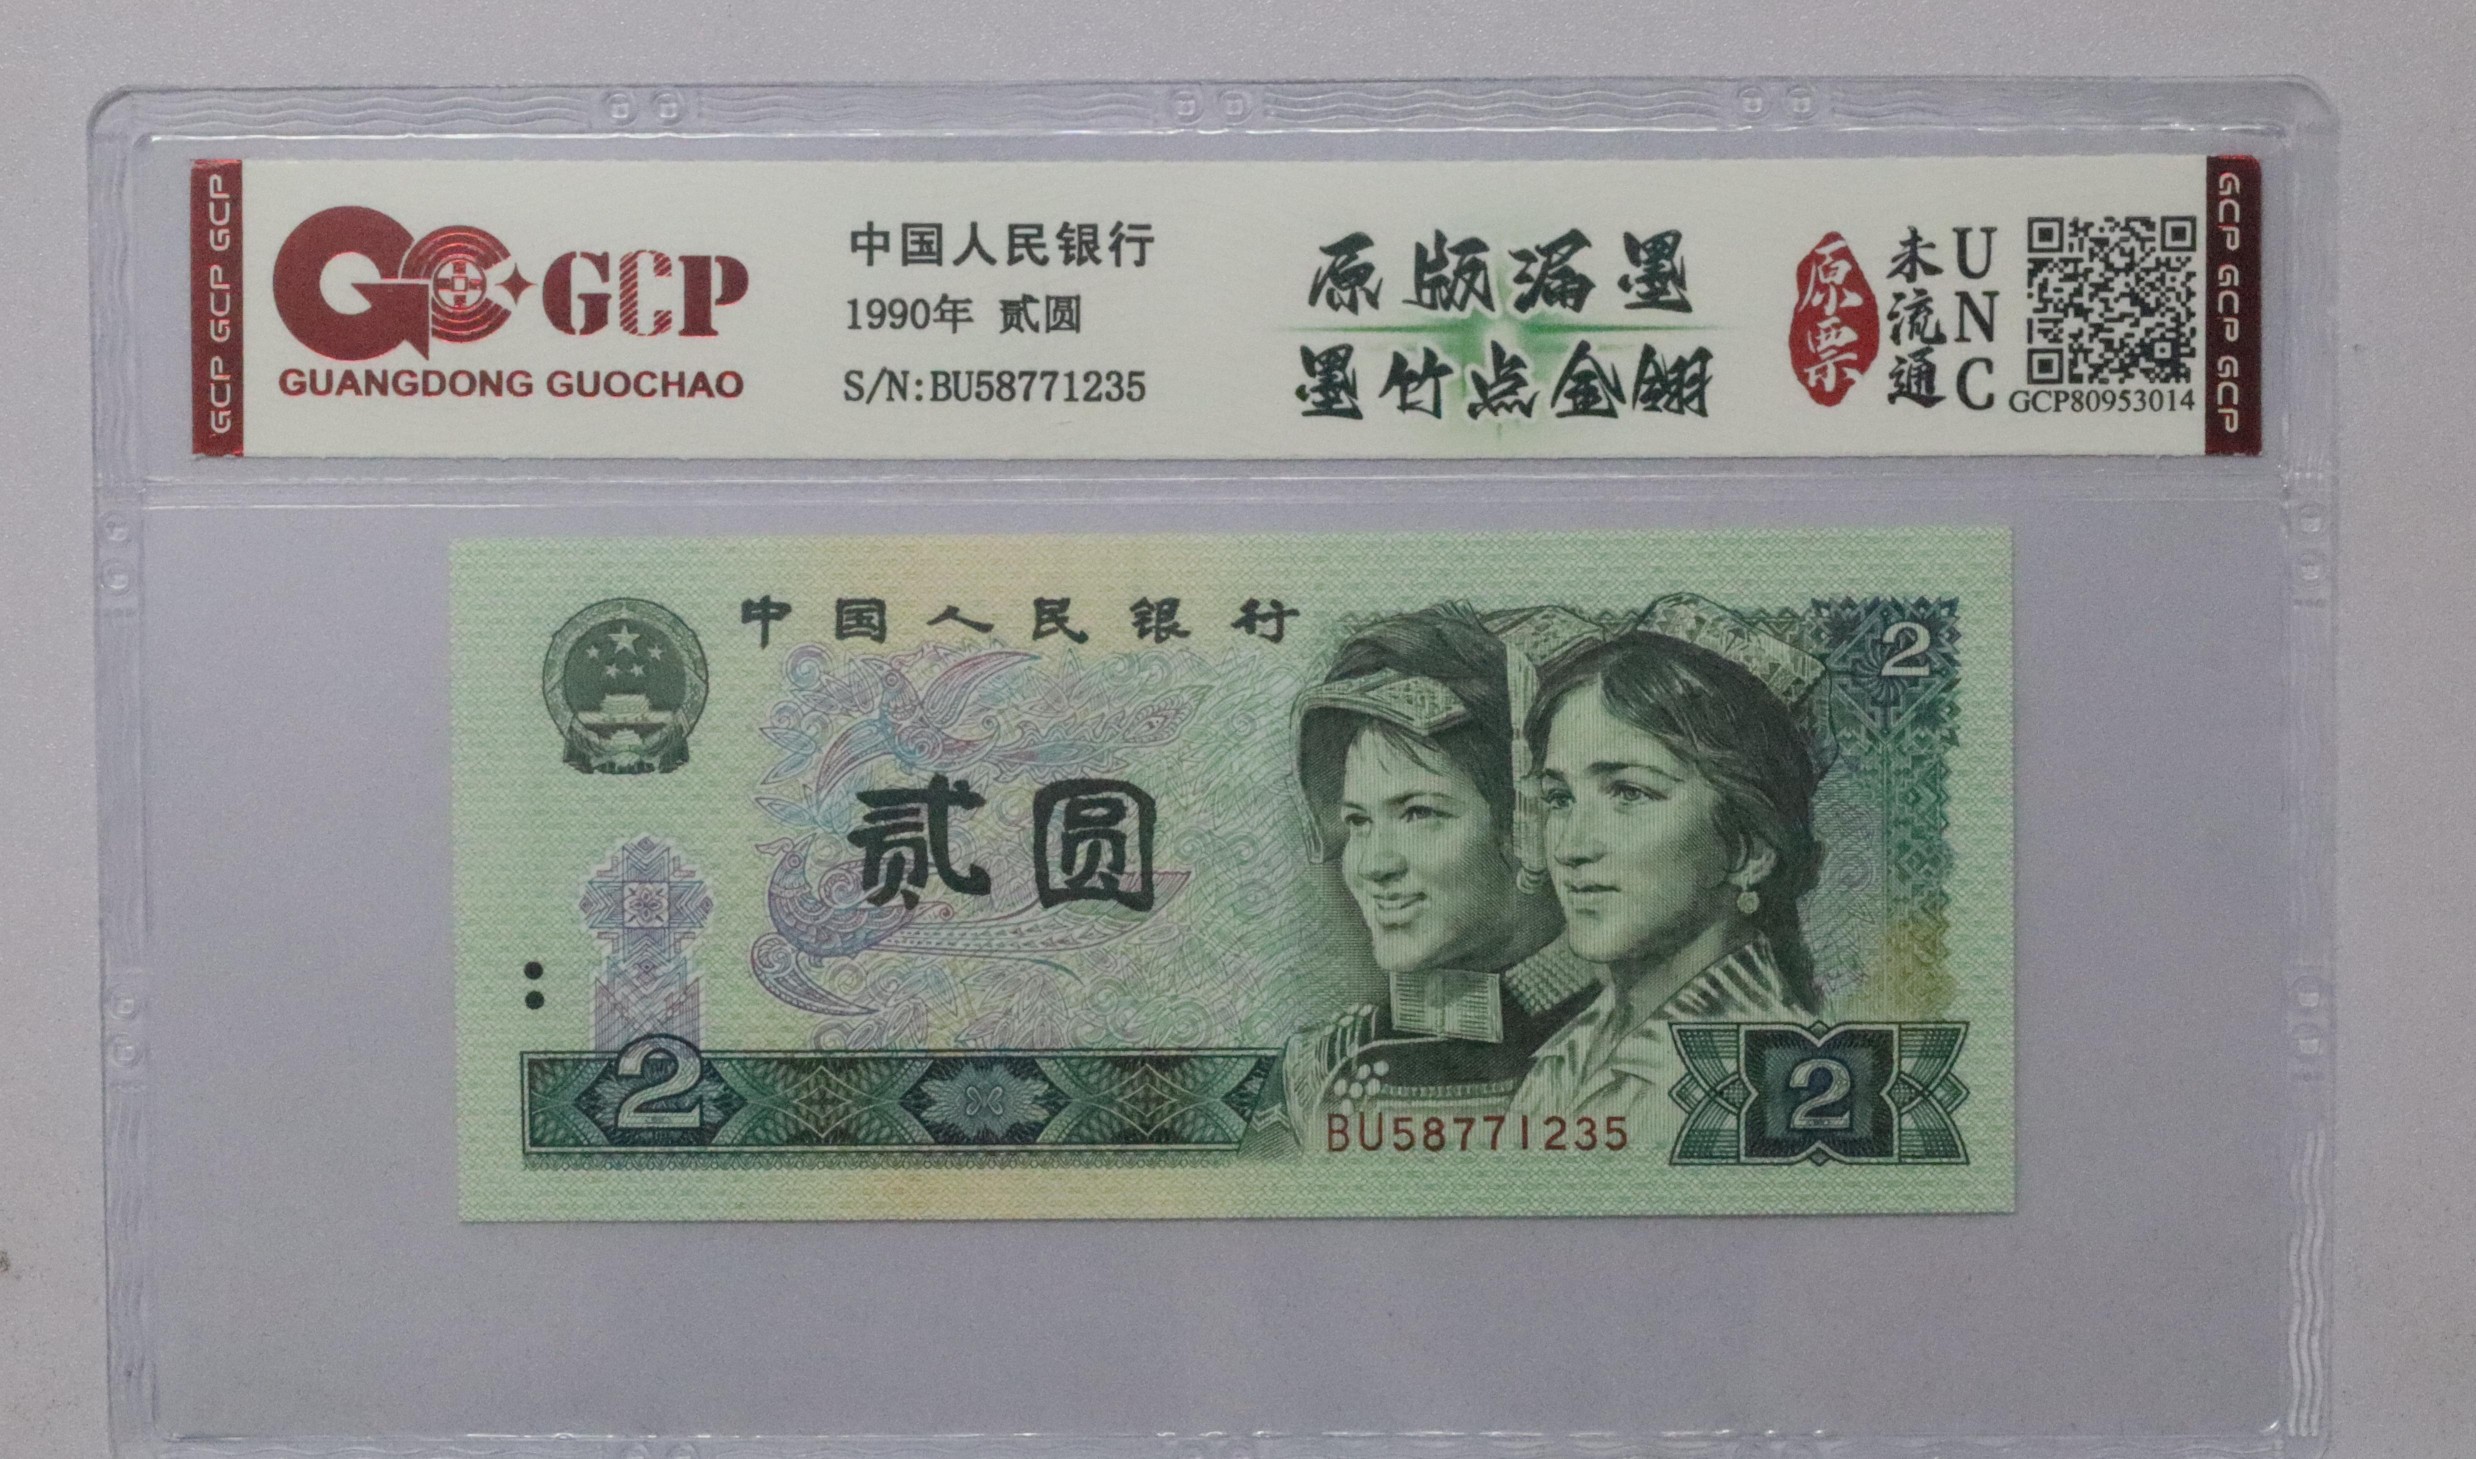 GCP GCP GCP
GCP
GUANGDONG GUOCHAO
中国人民银行
1990年 贰圆
S/N:BU58771235
原版漏墨
墨竹点金翎
原票
未流通
UNC
GCP80953014
GCP GCP GCP
中国人民银行
2
贰圆
2
BU58771235
2